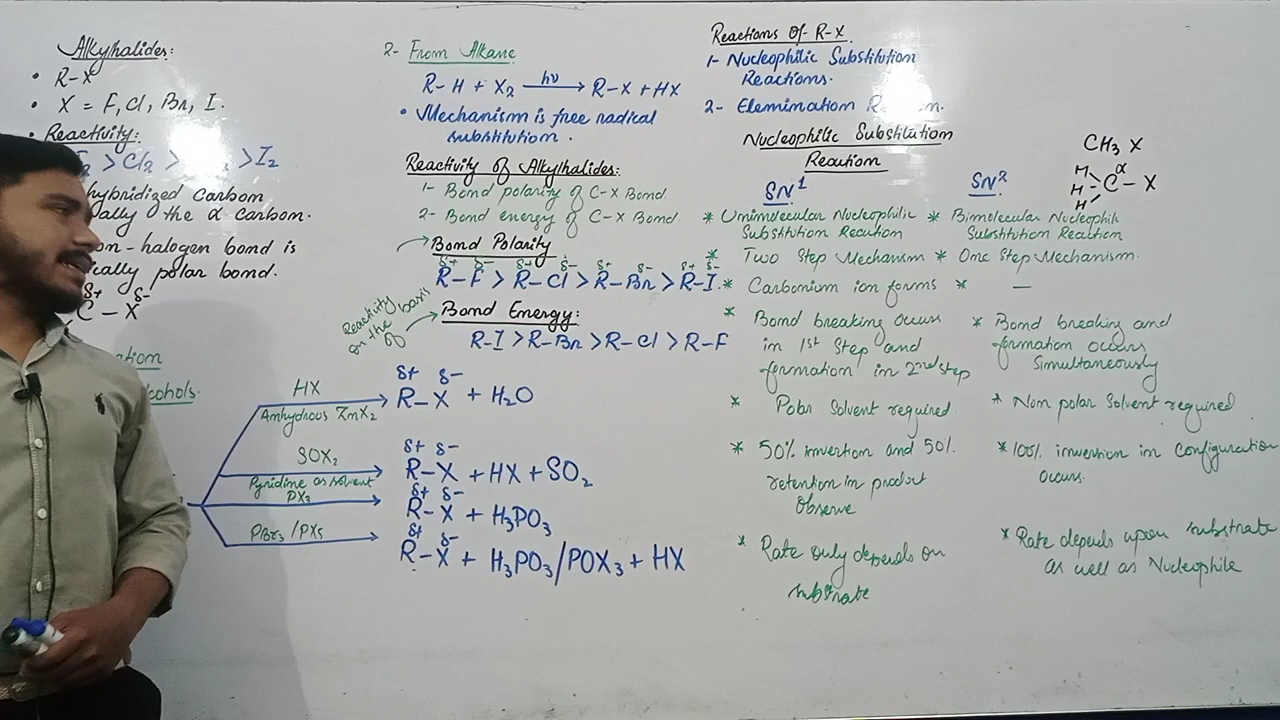 Alkylhalides:
• R-X
• X = F, Cl, Br, I.
• Reactivity:
> Cl2 > > I2
hybridized Carbon
the α carbon.
- halogen bond is
polar bond.
δ+ δ-
C - X
cohols.
HX
Anhydrous ZnX2
δ+ δ-
R - X + H2O
SOX2
Pyridine as solvent
δ+ δ-
R - X + HX + SO2
PX3
δ+ δ-
R - X + H3PO3
PBr3 / PX5
δ+ δ-
R - X + H3PO3/POX3 + HX
2- From Alkane
R-H + X2 hν → R-X + HX
• Mechanism is free radical
substitution.
Reactivity of Alkylhalides:
1- Bond polarity of C-X Bond.
2- Bond energy of C-X Bond.
Bond Polarity
δ+ δ- δ+ δ- δ+ δ- δ+ δ-
R-F > R-Cl > R-Br > R-I.
Reactivity
on the basis
of
Bond Energy:
R-I > R-Br > R-Cl > R-F
Reactions Of R-X
1- Nucleophilic Substitution
Reactions.
2- Elemination
Nucleophilic Substitution
Reaction
CH3 X
H α
H - C - X
H
SN1
* Unimolecular Nucleophilic
Substitution Reaction
* Two Step Mechanism
* Carbonium ion forms
* Bond breaking occurs
in 1st Step and
formation in 2nd step
* Polar Solvent required.
* 50% invertion and 50%
retention in product
Observe
* Rate only depends on
substrate
SN2
* Bimolecular Nucleophilic
Substitution Reaction
* One Step Mechanism.
* —
* Bond breaking and
formation occurs
Simultaneously
* Non polar Solvent required
* 100% invertion in Configuration
occurs.
* Rate depends upon substrate
as well as Nucleophile